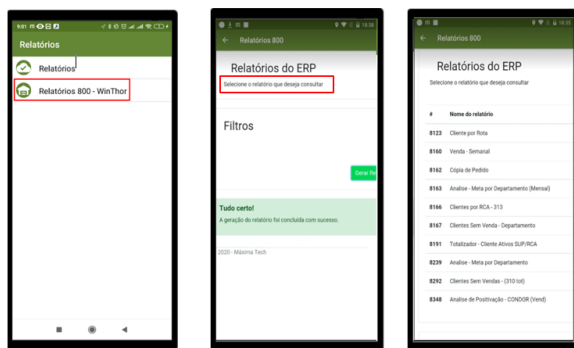 9:01
Relatórios
Relatórios
Relatórios 800 - WinThor
18:38
Relatórios 800
Relatórios do ERP
Selecione o relatório que deseja consultar
Filtros
Gerar Re
Tudo certo!
A geração do relatório foi concluída com sucesso.
2020 - Máxima Tech
Relatórios 800
Relatórios do ERP
Selecione o relatório que deseja consultar
# Nome do relatório
8123 Cliente por Rota
8160 Venda - Semanal
8162 Cópia de Pedido
8163 Analise - Meta por Departamento (Mensal)
8166 Clientes por RCA - 313
8167 Clientes Sem Venda - Departamento
8191 Totalizador - Cliente Ativos SUP/RCA
8239 Analise - Meta por Departamento
8292 Clientes Sem Vendas - (310 tot)
8348 Analise de Positivação - CONDOR (Vend)